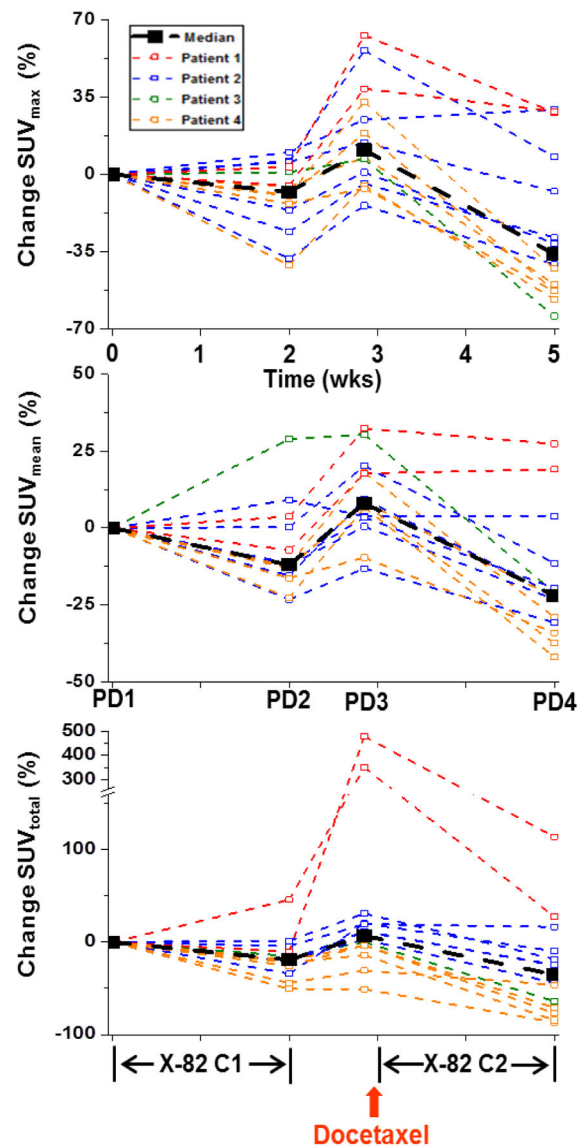 Change SUVmax (%)
70
35
0
-35
-70
Median
Patient 1
Patient 2
Patient 3
Patient 4
0 1 2 3 4 5
Time (wks)
Change SUVmean (%)
50
25
0
-25
-50
PD1 PD2 PD3 PD4
Change SUVtotal (%)
500
400
300
100
0
-100
X-82 C1 X-82 C2
Docetaxel